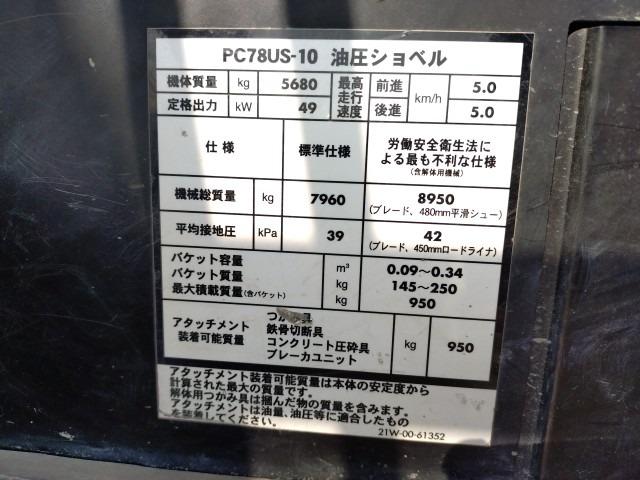 PC78US-10 油圧ショベル
機体質量 kg 5680 最高走行速度 前進 km/h 5.0
定格出力 kW 49 後進 5.0
仕様 標準仕様 労働安全衛生法に
よる最も不利な仕様
(含解体用機械)
機械総質量 kg 7960 8950
(ブレード、480mm平滑シュー)
平均接地圧 kPa 39 42
(ブレード、450mmロードライナ)
バケット容量 m³ 0.09～0.34
バケット質量 kg 145～250
最大積載質量(含バケット) kg 950
アタッチメント
装着可能質量
つかみ具
鉄骨切断具
コンクリート圧砕具
ブレーカユニット
kg 950
アタッチメント装着可能質量は本体の安定度から
計算された最大の質量です。
解体用つかみ具は掴んだ物の質量を含みます。
アタッチメントは油量、油圧等に適合したもの
を装着してください。
21W-00-61352